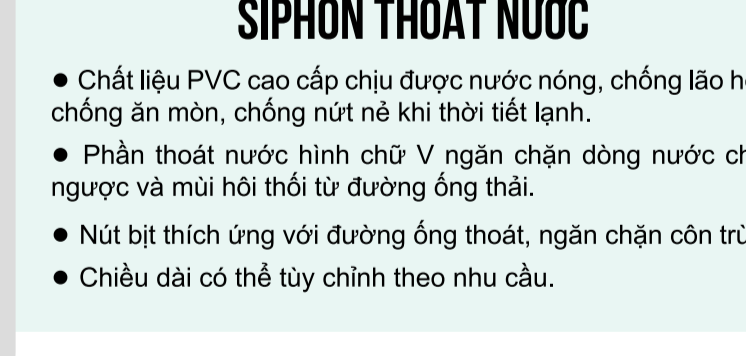 SIPHON THOÁT NƯỚC
● Chất liệu PVC cao cấp chịu được nước nóng, chống lão
chống ăn mòn, chống nứt nẻ khi thời tiết lạnh.
● Phần thoát nước hình chữ V ngăn chặn dòng nước
ngược và mùi hôi thối từ đường ống thải.
● Nút bịt thích ứng với đường ống thoát, ngăn chặn côn
● Chiều dài có thể tùy chỉnh theo nhu cầu.